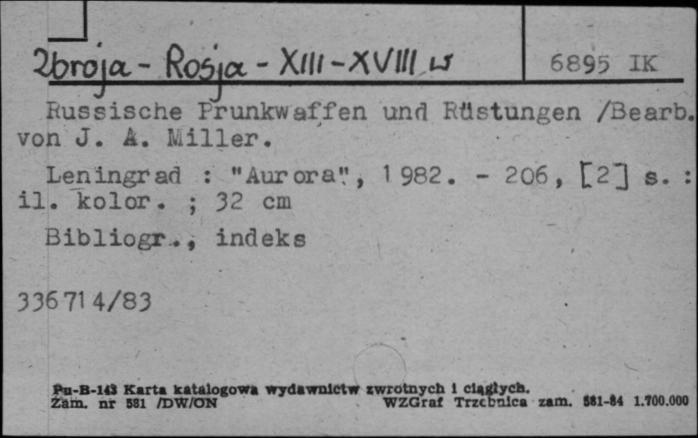 Zbroja - Rosja - XIII-XVIII w
6895 IK
Russische Prunkwaffen und Rüstungen /Bearb.
von J. A. Miller.
Leningrad : "Aurora", 1982. - 206, [2] s. :
il. kolor. ; 32 cm
Bibliogr., indeks
336714/83
Pu-B-143 Karta katalogowa wydawnictw zwrotnych i ciągłych.
Zam. nr 581 /DW/ON WZGraf Trzebnica zam. 581-84 1.700.000